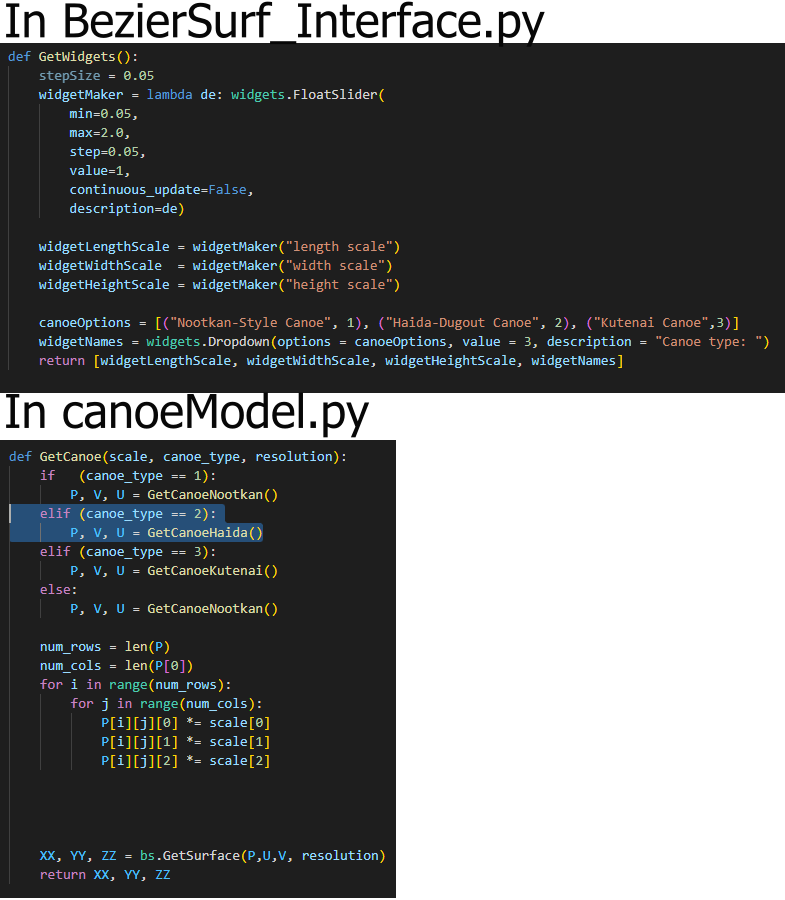 In BezierSurf_Interface.py
def GetWidgets():
    stepSize = 0.05
    widgetMaker = lambda de: widgets.FloatSlider(
        min=0.05,
        max=2.0,
        step=0.05,
        value=1,
        continuous_update=False,
        description=de)
    widgetLengthScale = widgetMaker("length scale")
    widgetWidthScale  = widgetMaker("width scale")
    widgetHeightScale = widgetMaker("height scale")
    canoeOptions = [("Nootkan-Style Canoe", 1), ("Haida-Dugout Canoe", 2), ("Kutenai Canoe",3)]
    widgetNames = widgets.Dropdown(options = canoeOptions, value = 3, description = "Canoe type: ")
    return [widgetLengthScale, widgetWidthScale, widgetHeightScale, widgetNames]
In canoeModel.py
def GetCanoe(scale, canoe_type, resolution):
    if   (canoe_type == 1):
        P, V, U = GetCanoeNootkan()
    elif (canoe_type == 2):
        P, V, U = GetCanoeHaida()
    elif (canoe_type == 3):
        P, V, U = GetCanoeKutenai()
    else:
        P, V, U = GetCanoeNootkan()
    num_rows = len(P)
    num_cols = len(P[0])
    for i in range(num_rows):
        for j in range(num_cols):
            P[i][j][0] *= scale[0]
            P[i][j][1] *= scale[1]
            P[i][j][2] *= scale[2]
    XX, YY, ZZ = bs.GetSurface(P,U,V, resolution)
    return XX, YY, ZZ